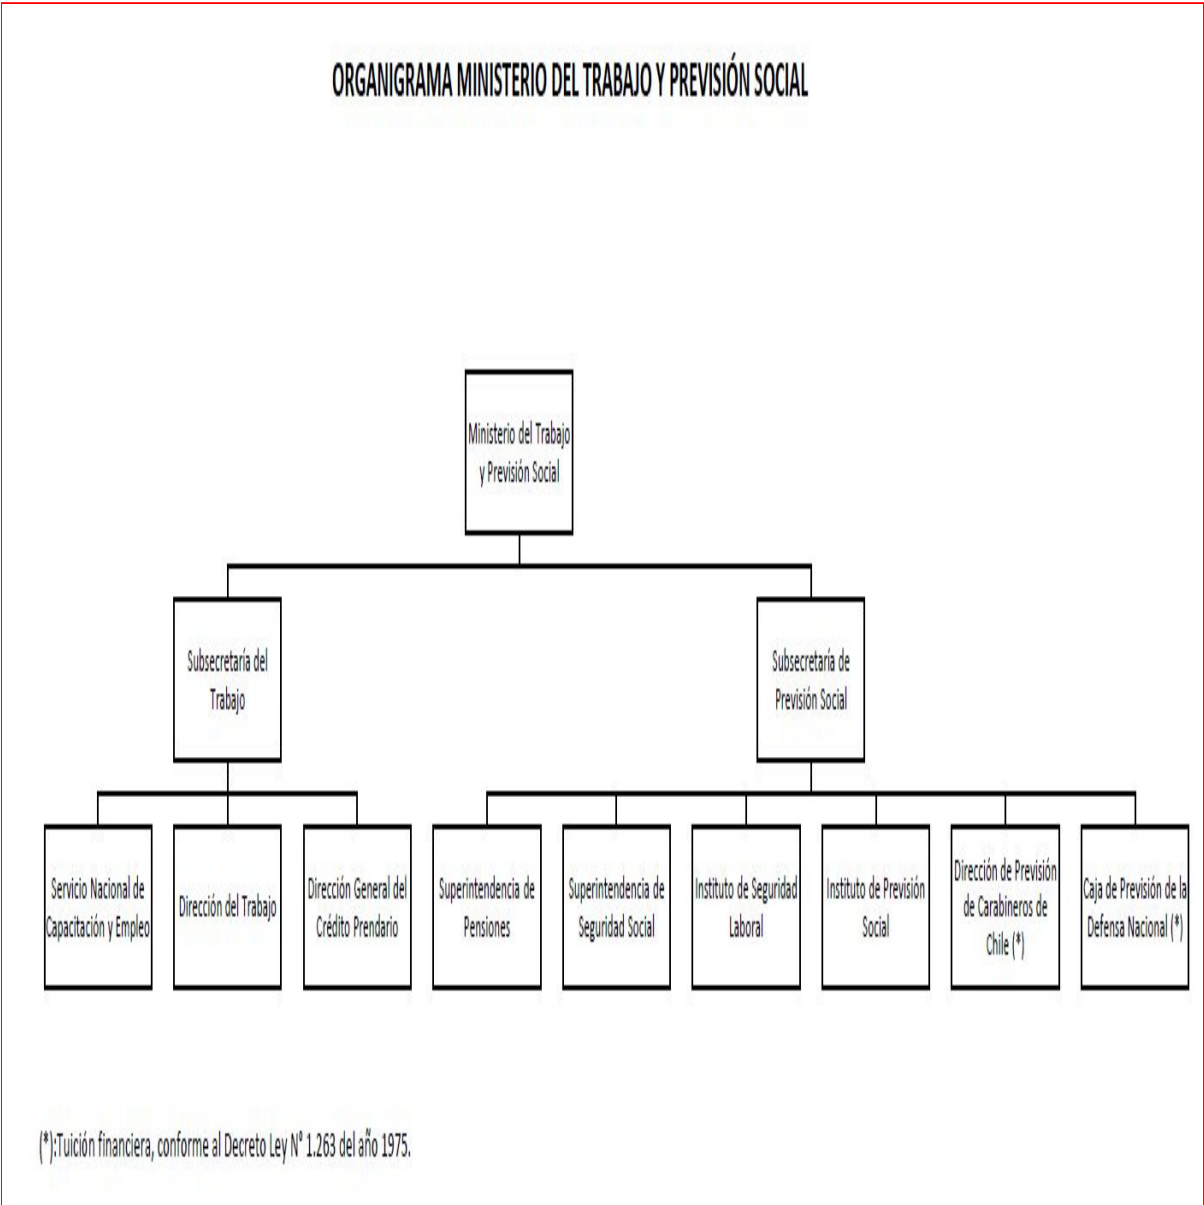 ORGANIGRAMA MINISTERIO DEL TRABAJO Y PREVISIÓN SOCIAL
Ministerio del Trabajo
y Previsión Social
Subsecretaría del
Trabajo
Subsecretaría de
Previsión Social
Servicio Nacional de
Capacitación y Empleo
Dirección del Trabajo
Dirección General del
Crédito Prendario
Superintendencia de
Pensiones
Superintendencia de
Seguridad Social
Instituto de Seguridad
Laboral
Instituto de Previsión
Social
Dirección de Previsión
de Carabineros de
Chile (*)
Caja de Previsión de la
Defensa Nacional (*)
(*):Tuición financiera, conforme al Decreto Ley N° 1.263 del año 1975.